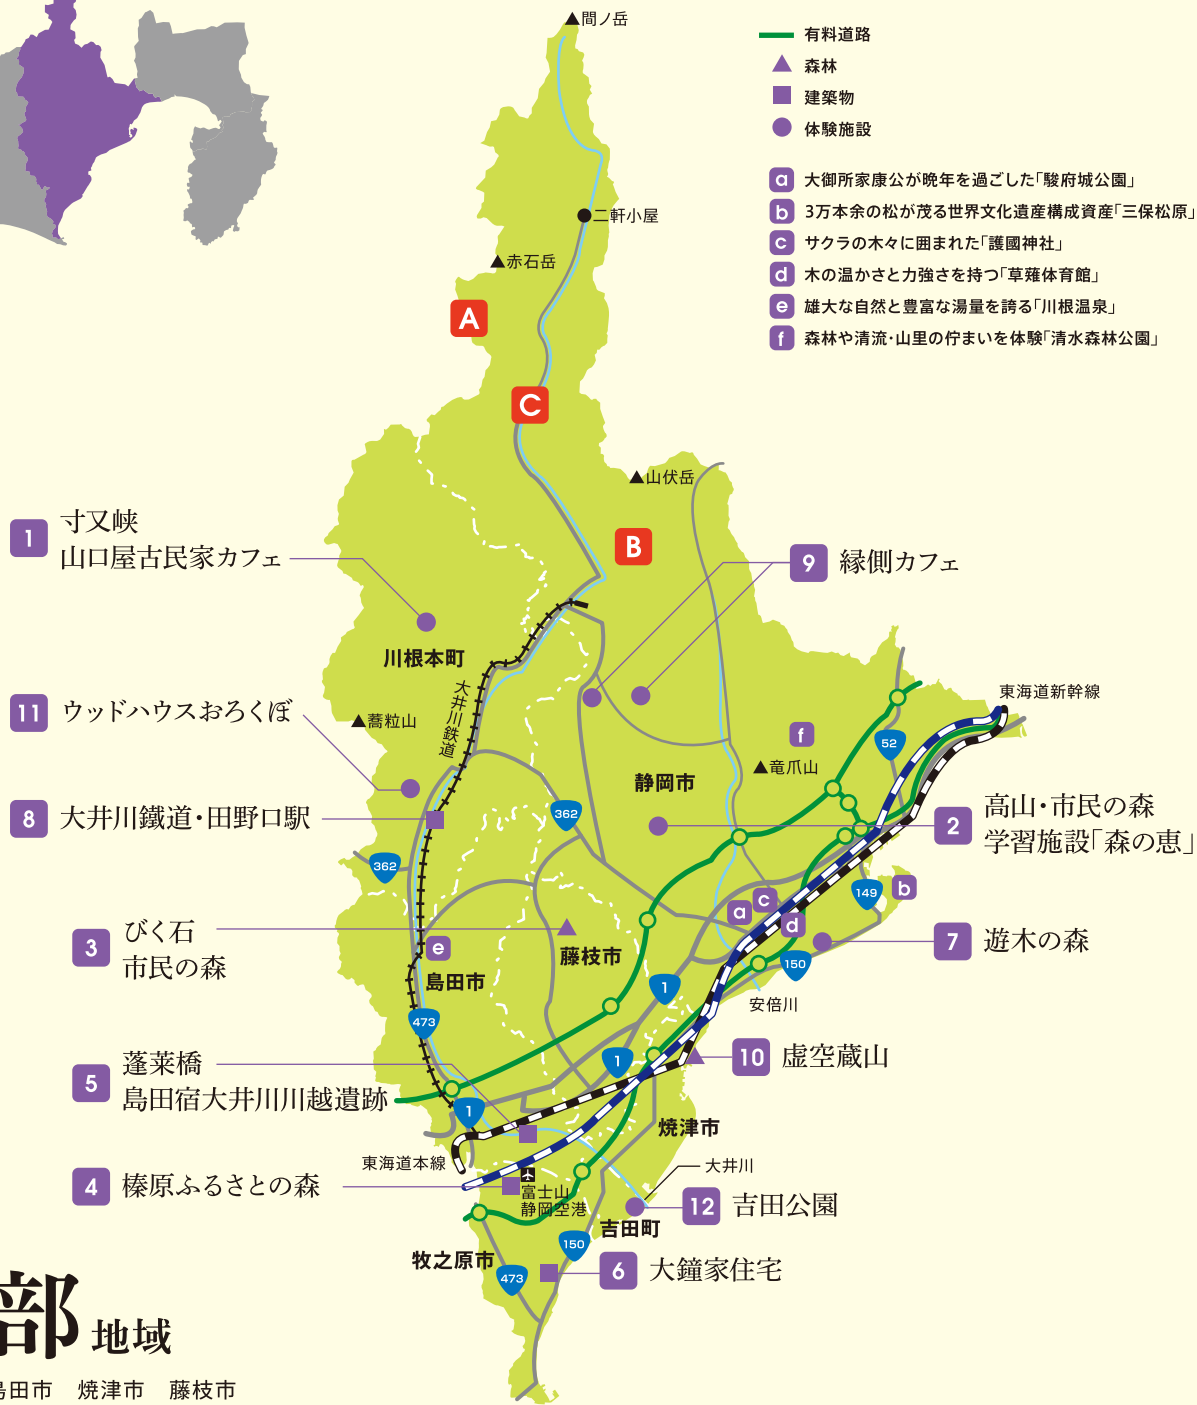 間ノ岳
有料道路
森林
建築物
体験施設
大御所家康公が晩年を過ごした「駿府城公園」
a
3万本余の松が茂る世界文化遺産構成資産「三保松原」
b
サクラの木々に囲まれた「護國神社」
c
木の温かさと力強さを持つ「草薙体育館」
d
雄大な自然と豊富な湯量を誇る「川根温泉」
e
森林や清流・山里の佇まいを体験「清水森林公園」
f
二軒小屋
赤石岳
A
C
山伏岳
B
1
寸又峡
山口屋古民家カフェ
9
縁側カフェ
川根本町
大井川鉄道
11
ウッドハウスおろくぼ
蕎粒山
東海道新幹線
f
52
竜爪山
静岡市
8
大井川鐵道・田野口駅
362
2
高山・市民の森
学習施設「森の恵」
362
149
b
c
a
d
3
びく石
市民の森
e
藤枝市
島田市
7
遊木の森
150
1
安倍川
473
5
蓬莱橋
島田宿大井川川越遺跡
1
10
虚空蔵山
1
焼津市
東海道本線
大井川
4
榛原ふるさとの森
富士山
静岡空港
12
吉田公園
吉田町
牧之原市
150
473
6
大鐘家住宅
部 地域
島田市 焼津市 藤枝市